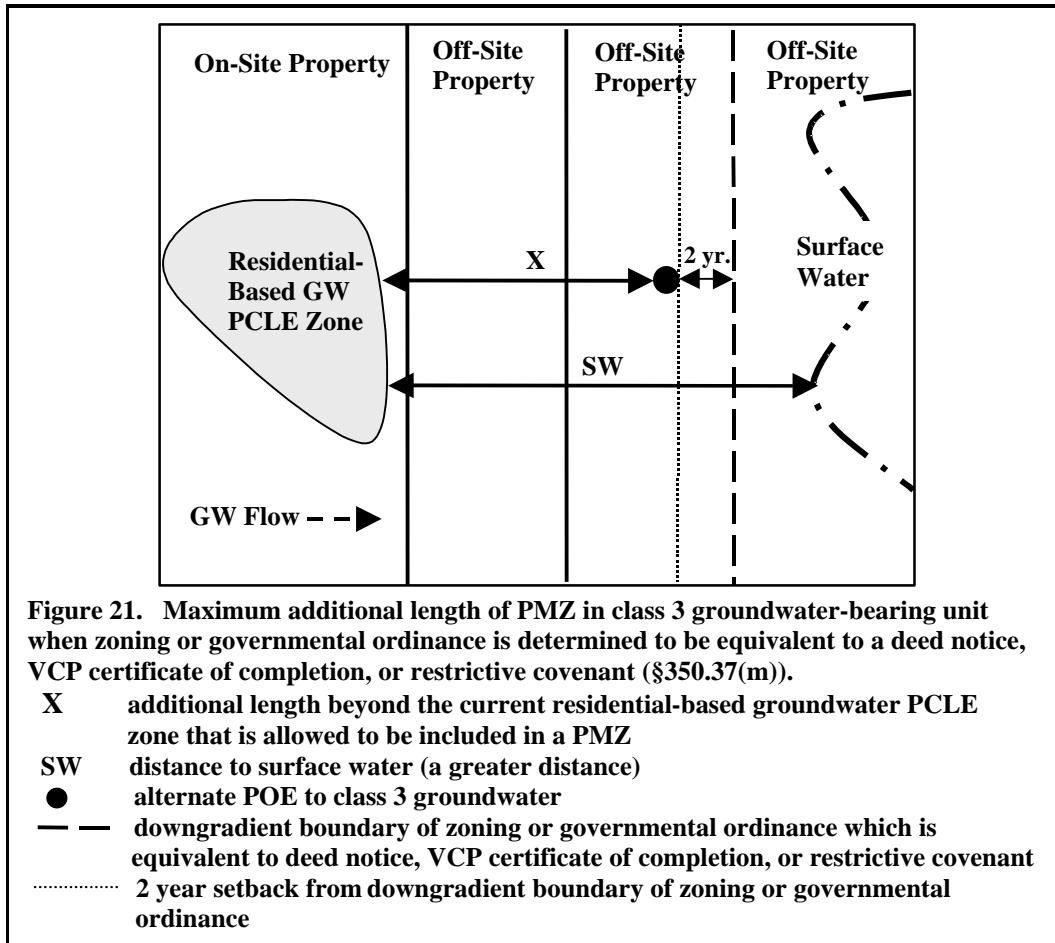 On-Site Property
Off-Site
Property
Off-Site
Property
Off-Site
Property
Residential-
Based GW
PCLE Zone
X
2 yr.
Surface
Water
SW
GW Flow
Figure 21. Maximum additional length of PMZ in class 3 groundwater-bearing unit
when zoning or governmental ordinance is determined to be equivalent to a deed notice,
VCP certificate of completion, or restrictive covenant (§350.37(m)).
X additional length beyond the current residential-based groundwater PCLE
zone that is allowed to be included in a PMZ
SW distance to surface water (a greater distance)
alternate POE to class 3 groundwater
downgradient boundary of zoning or governmental ordinance which is
equivalent to deed notice, VCP certificate of completion, or restrictive covenant
2 year setback from downgradient boundary of zoning or governmental
ordinance